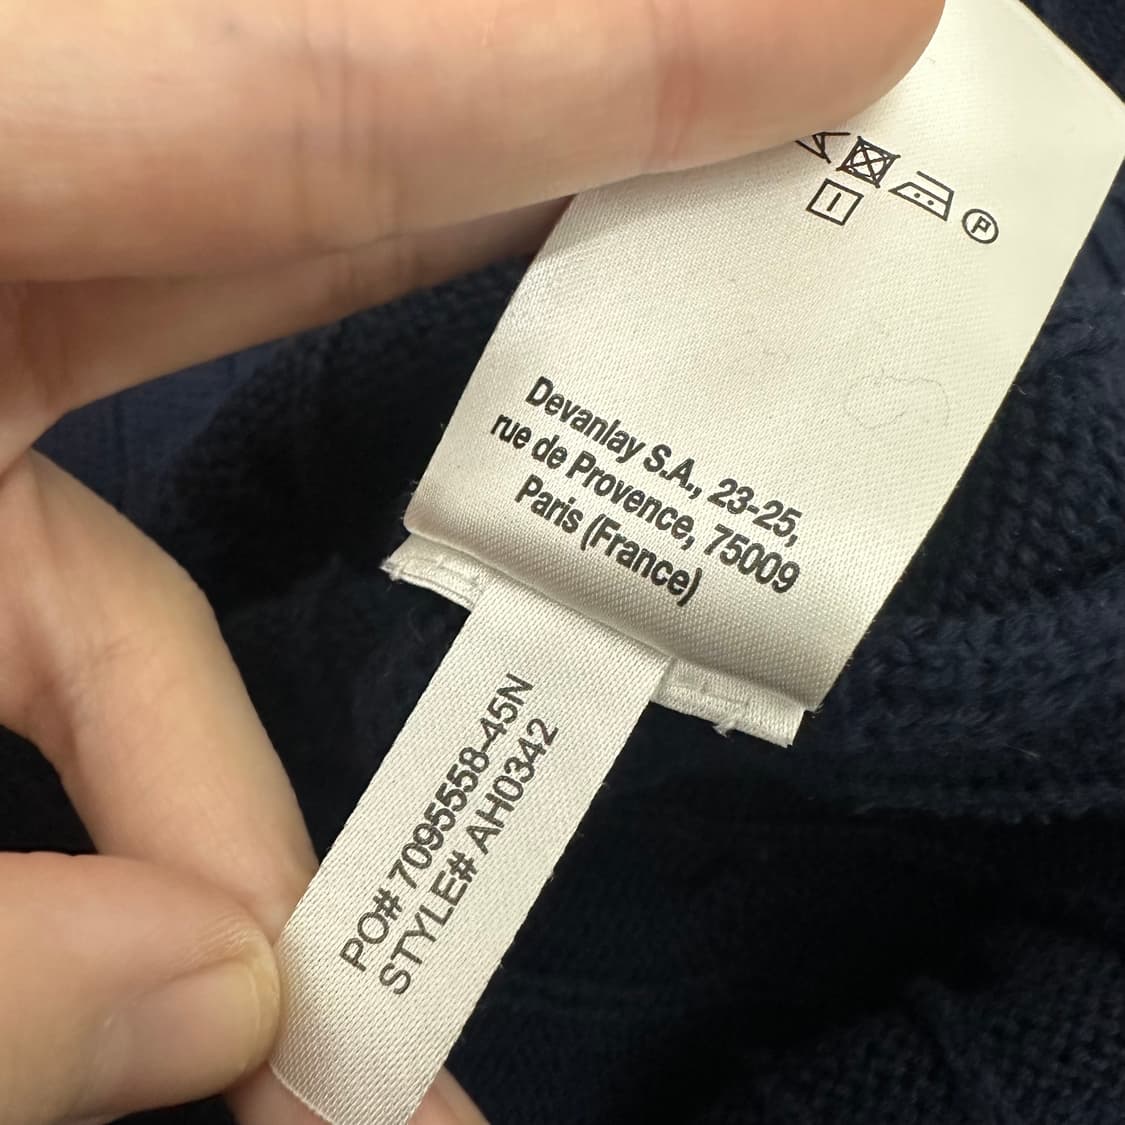 P
Devanlay S.A., 23-25,
rue de Provence, 75009
Paris (France)
PO# 7095558-45N
STYLE# AH0342